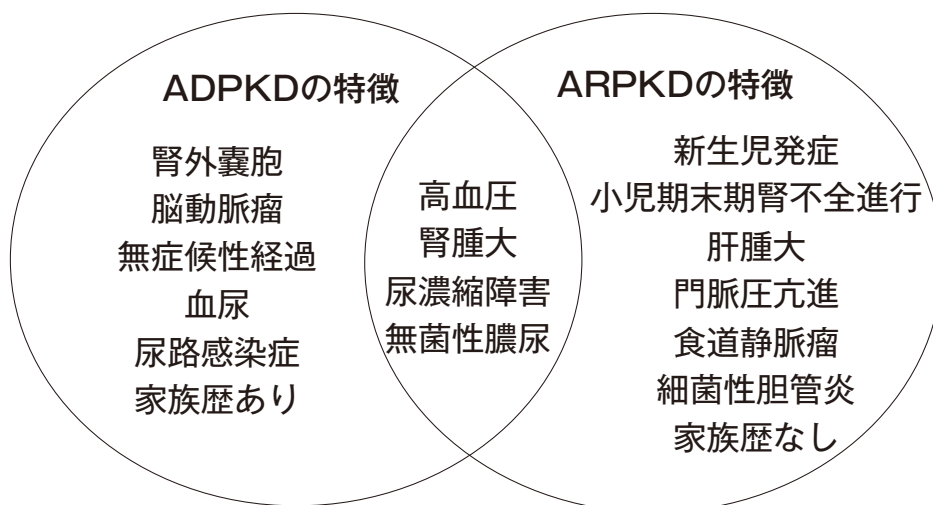 ADPKDの特徴
腎外嚢胞
脳動脈瘤
無症候性経過
血尿
尿路感染症
家族歴あり
高血圧
腎腫大
尿濃縮障害
無菌性膿尿
ARPKDの特徴
新生児発症
小児期末期腎不全進行
肝腫大
門脈圧亢進
食道静脈瘤
細菌性胆管炎
家族歴なし